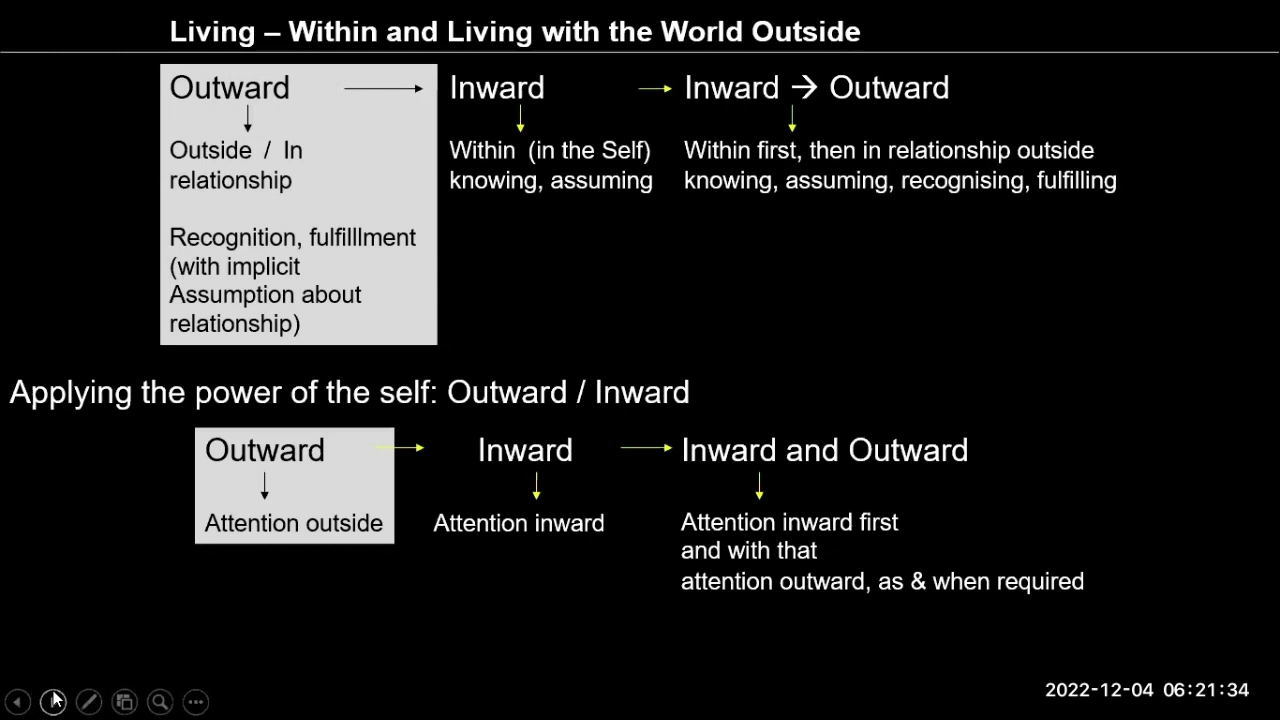 Living – Within and Living with the World Outside
Outward
Inward
Inward → Outward
Outside / In
relationship
Within (in the Self)
knowing, assuming
Within first, then in relationship outside
knowing, assuming, recognising, fulfilling
Recognition, fulfilllment
(with implicit
Assumption about
relationship)
Applying the power of the self: Outward / Inward
Outward
Inward
Inward and Outward
Attention outside
Attention inward
Attention inward first
and with that
attention outward, as & when required
2022-12-04 06:21:34